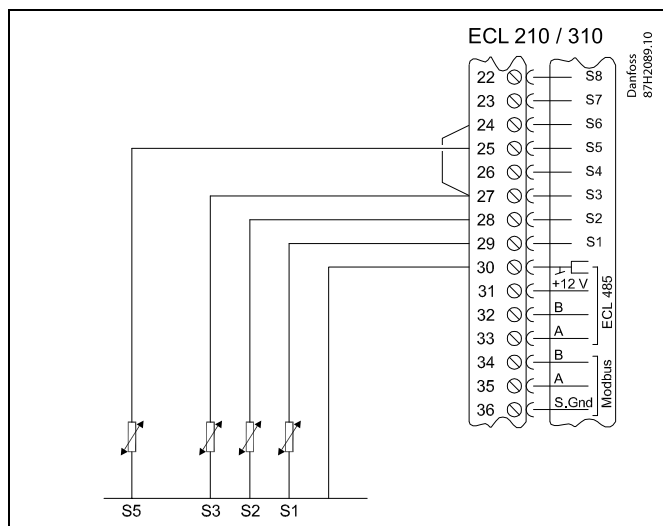 ECL 210 / 310
Danfoss
87H2089.10
22 S8
23 S7
24 S6
25 S5
26 S4
27 S3
28 S2
29 S1
30
31 +12 V
32 B
33 A
ECL 485
34 B
35 A
36 S.Gnd
Modbus
S5 S3 S2 S1